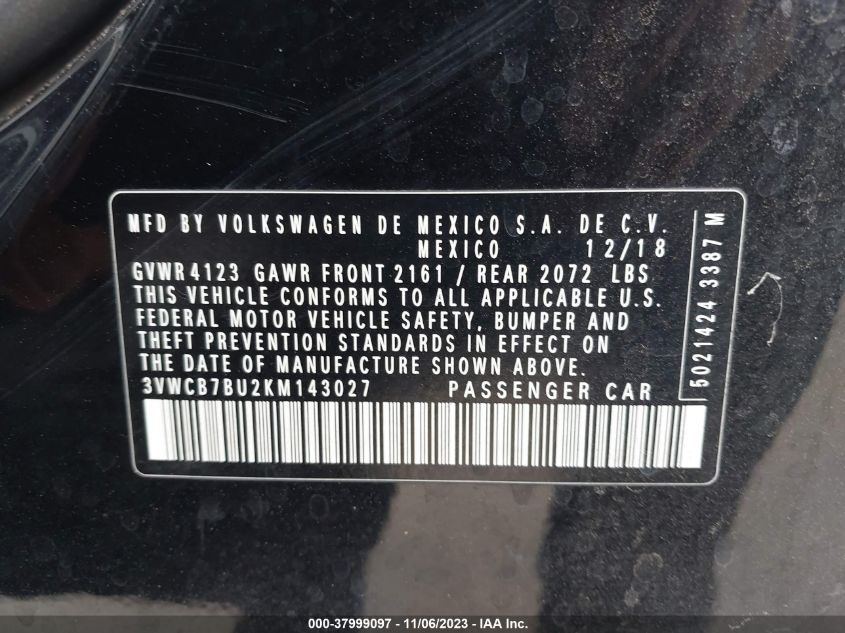 MFD BY VOLKSWAGEN DE MEXICO S.A. DE C.V.
MEXICO 12/18
GVWR 4123 GAWR FRONT 2161 / REAR 2072 LBS
THIS VEHICLE CONFORMS TO ALL APPLICABLE U.S.
FEDERAL MOTOR VEHICLE SAFETY, BUMPER AND
THEFT PREVENTION STANDARDS IN EFFECT ON
THE DATE OF MANUFACTURE SHOWN ABOVE.
3VWCB7BU2KM143027 PASSENGER CAR
5021424 3387 M
000-37999097 - 11/06/2023 - IAA Inc.